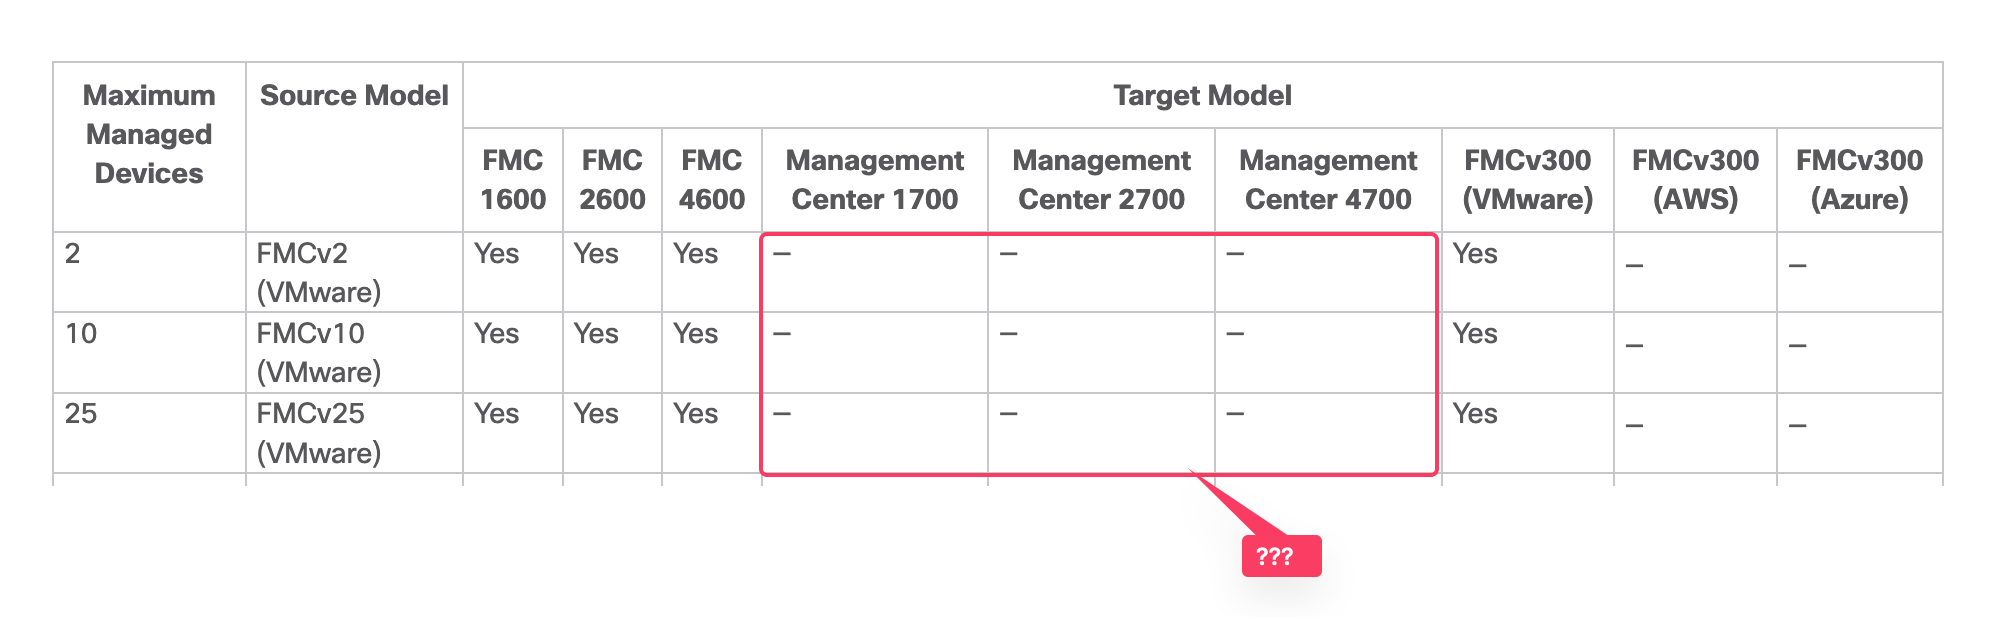 Maximum Managed Devices
Source Model
Target Model
FMC 1600
FMC 2600
FMC 4600
Management Center 1700
Management Center 2700
Management Center 4700
FMCv300 (VMware)
FMCv300 (AWS)
FMCv300 (Azure)
2 FMCv2 (VMware) Yes Yes Yes — — — Yes — —
10 FMCv10 (VMware) Yes Yes Yes — — — Yes — —
25 FMCv25 (VMware) Yes Yes Yes — — — Yes — —
???